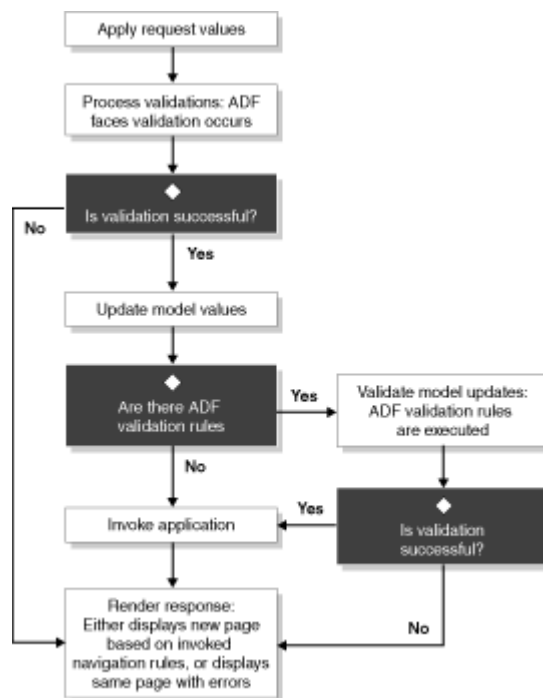 Apply request values
Process validations: ADF
faces validation occurs
Is validation successful?
No
Yes
Update model values
Are there ADF
validation rules
Yes
Validate model updates:
ADF validation rules
are executed
No
Invoke application
Yes
Is validation
successful?
Render response:
Either displays new page
based on invoked
navigation rules, or displays
same page with errors
No